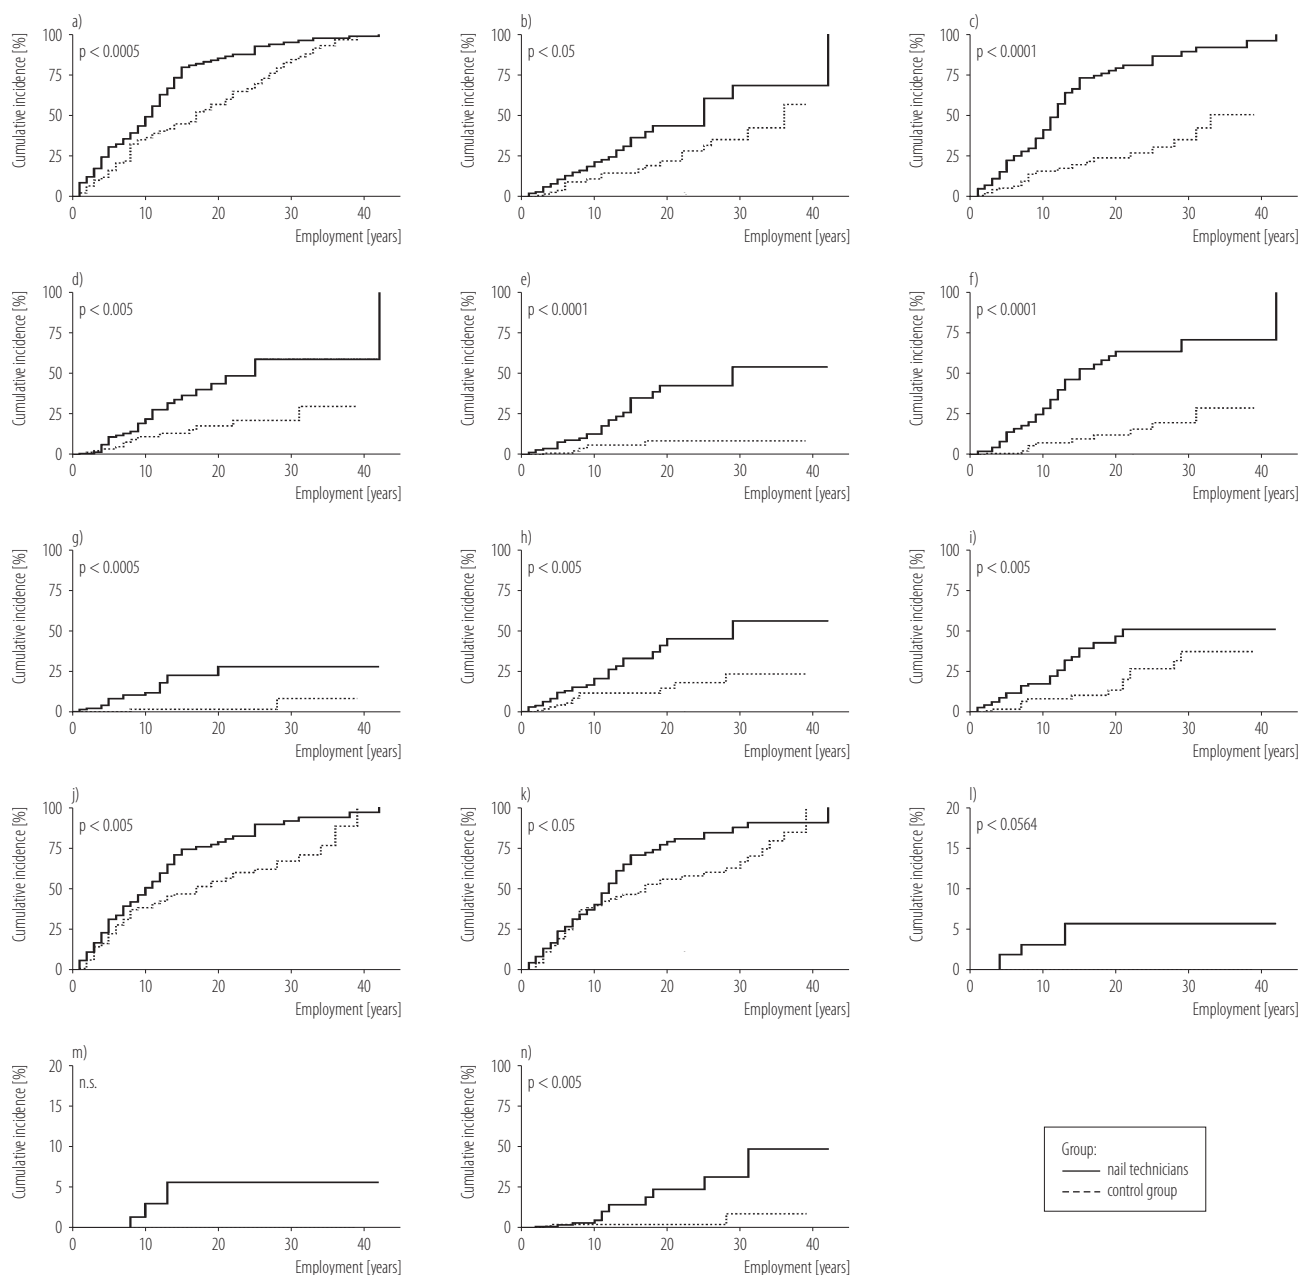 a)
Cumulative incidence [%]
p < 0.0005
100
75
50
25
0
0 10 20 30 40
Employment [years]
b)
Cumulative incidence [%]
p < 0.05
100
75
50
25
0
0 10 20 30 40
Employment [years]
c)
Cumulative incidence [%]
p < 0.0001
100
75
50
25
0
0 10 20 30 40
Employment [years]
d)
Cumulative incidence [%]
p < 0.005
100
75
50
25
0
0 10 20 30 40
Employment [years]
e)
Cumulative incidence [%]
p < 0.0001
100
75
50
25
0
0 10 20 30 40
Employment [years]
f)
Cumulative incidence [%]
p < 0.0001
100
75
50
25
0
0 10 20 30 40
Employment [years]
g)
Cumulative incidence [%]
p < 0.0005
100
75
50
25
0
0 10 20 30 40
Employment [years]
h)
Cumulative incidence [%]
p < 0.005
100
75
50
25
0
0 10 20 30 40
Employment [years]
i)
Cumulative incidence [%]
p < 0.005
100
75
50
25
0
0 10 20 30 40
Employment [years]
j)
Cumulative incidence [%]
p < 0.005
100
75
50
25
0
0 10 20 30 40
Employment [years]
k)
Cumulative incidence [%]
p < 0.05
100
75
50
25
0
0 10 20 30 40
Employment [years]
l)
Cumulative incidence [%]
p < 0.0564
20
15
10
5
0
0 10 20 30 40
Employment [years]
m)
Cumulative incidence [%]
n.s.
20
15
10
5
0
0 10 20 30 40
Employment [years]
n)
Cumulative incidence [%]
p < 0.005
100
75
50
25
0
0 10 20 30 40
Employment [years]
Group:
nail technicians
control group